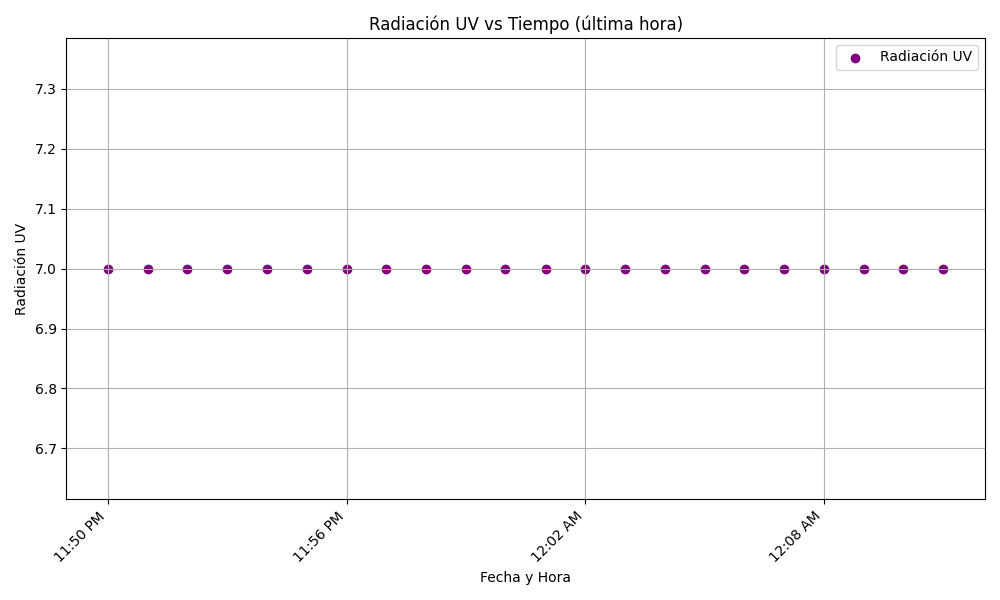 Radiación UV vs Tiempo (última hora)
Radiación UV
7.3
7.2
7.1
7.0
6.9
6.8
6.7
Radiación UV
11:50 PM
11:56 PM
12:02 AM
12:08 AM
Fecha y Hora